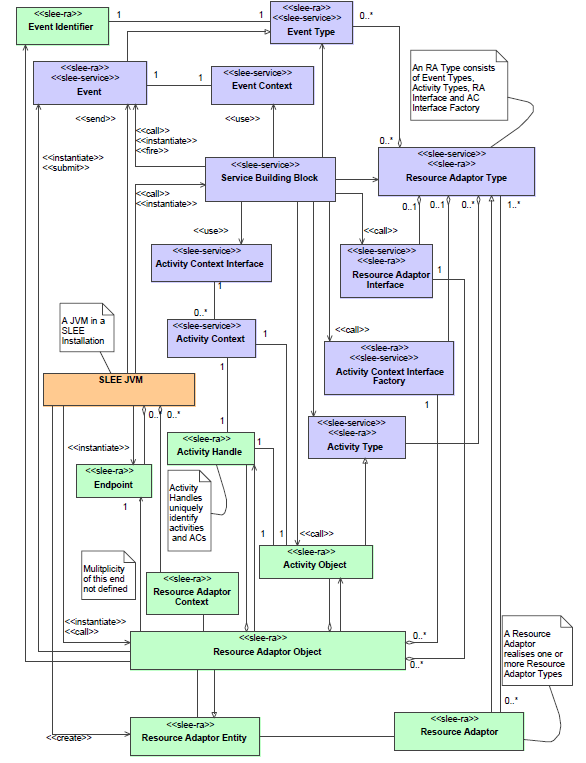 <<slee-ra>>
Event Identifier
1
1
<<slee-ra>>
<<slee-service>>
Event Type
0..*
<<slee-ra>>
<<slee-service>>
Event
1
1
<<slee-service>>
Event Context
An RA Type consists
of Event Types,
Activity Types, RA
Interface and AC
Interface Factory
<<send>>
<<use>>
<<call>>
<<instantiate>>
<<fire>>
<<instantiate>>
<<submit>>
0..*
<<slee-service>>
Service Building Block
<<slee-service>>
<<slee-ra>>
Resource Adaptor Type
<<call>>
<<instantiate>>
0..1
0..1
0..*
1..*
<<use>>
<<call>>
<<slee-service>>
Activity Context Interface
<<slee-service>>
<<slee-ra>>
Resource Adaptor
Interface
1
1
0..*
A JVM in a
SLEE
Installation
<<slee-service>>
Activity Context
1
1
<<call>>
<<slee-ra>>
<<slee-service>>
Activity Context Interface
Factory
1
SLEE JVM
0..*
0..*
1
<<slee-service>>
<<slee-ra>>
Activity Type
<<instantiate>>
<<slee-ra>>
Activity Handle
1
<<slee-ra>>
Endpoint
1
Activity
Handles
uniquely
identify
activities
and ACs
1
1
<<call>>
<<slee-ra>>
Activity Object
Mulitplicity
of this end
not defined
<<slee-ra>>
Resource Adaptor
Context
<<instantiate>>
<<call>>
<<slee-ra>>
Resource Adaptor Object
0..*
0..*
A Resource
Adaptor
realises one or
more Resource
Adaptor Types
0..*
<<create>>
<<slee-ra>>
Resource Adaptor Entity
<<slee-ra>>
Resource Adaptor